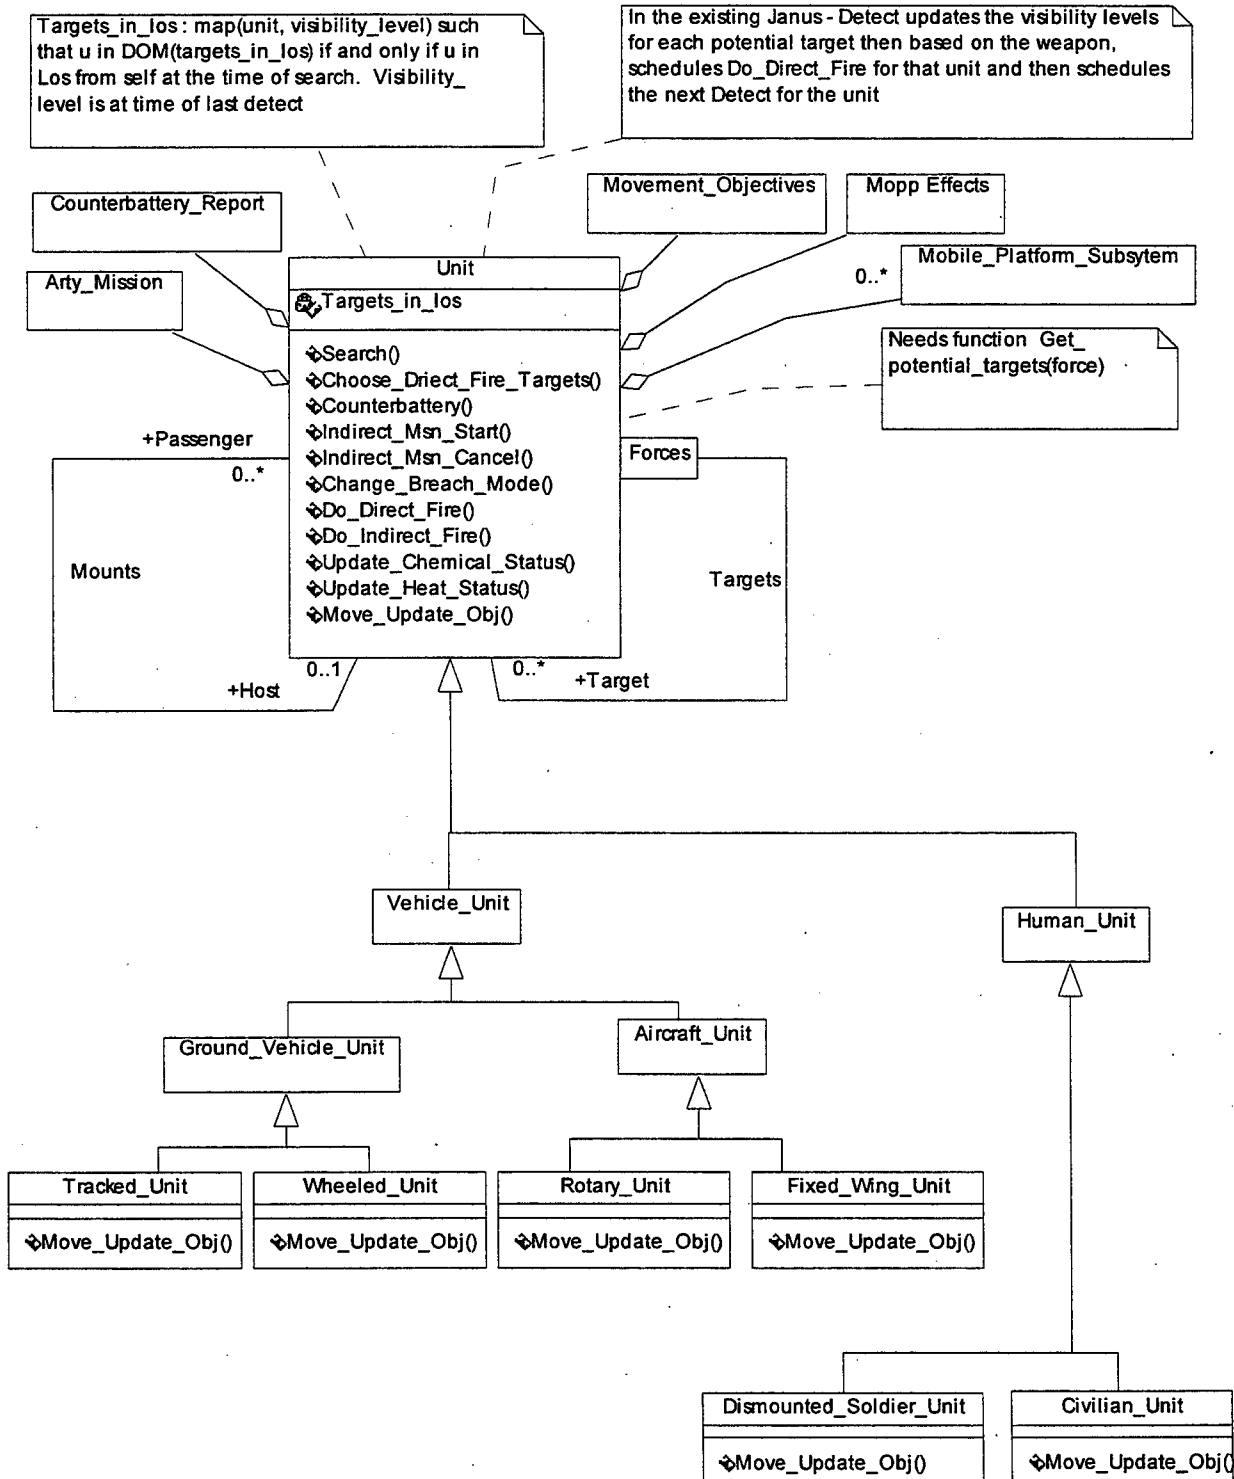 Targets_in_los : map(unit, visibility_level) such
that u in DOM(targets_in_los) if and only if u in
Los from self at the time of search. Visibility_
level is at time of last detect
In the existing Janus - Detect updates the visibility levels
for each potential target then based on the weapon,
schedules Do_Direct_Fire for that unit and then schedules
the next Detect for the unit
Counterbattery_Report
Movement_Objectives
Mopp Effects
Arty_Mission
Unit
0..*
Mobile_Platform_Subsytem
Targets_in_los
Needs function Get_
potential_targets(force)
Search()
Choose_Driect_Fire_Targets()
Counterbattery()
Indirect_Msn_Start()
Indirect_Msn_Cancel()
Change_Breach_Mode()
Do_Direct_Fire()
Do_Indirect_Fire()
Update_Chemical_Status()
Update_Heat_Status()
Move_Update_Obj()
+Passenger
0..*
Forces
Mounts
Targets
0..1
+Host
0..*
+Target
Vehicle_Unit
Human_Unit
Ground_Vehicle_Unit
Aircraft_Unit
Tracked_Unit
Move_Update_Obj()
Wheeled_Unit
Move_Update_Obj()
Rotary_Unit
Move_Update_Obj()
Fixed_Wing_Unit
Move_Update_Obj()
Dismounted_Soldier_Unit
Move_Update_Obj()
Civilian_Unit
Move_Update_Obj()